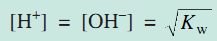 [H⁺] = [OH⁻] = √K_w